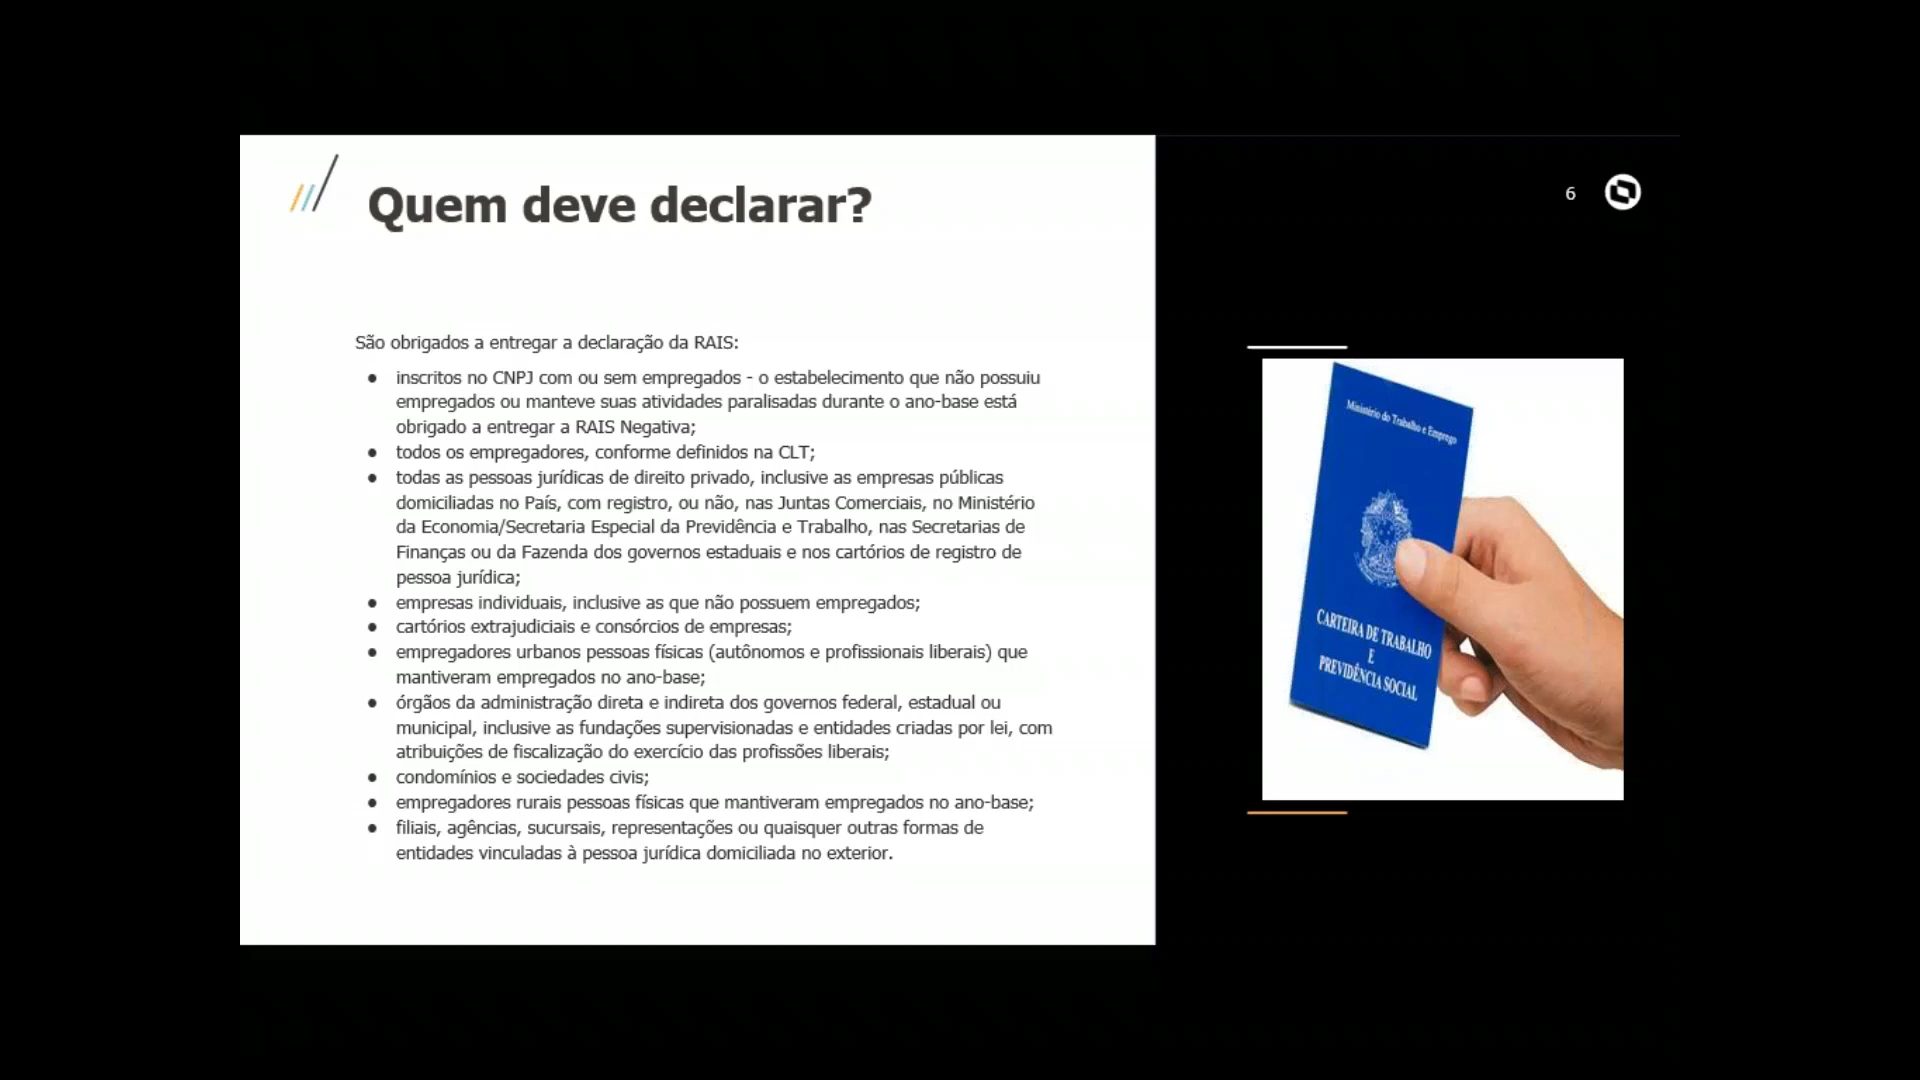 Quem deve declarar?
6
São obrigados a entregar a declaração da RAIS:
● inscritos no CNPJ com ou sem empregados - o estabelecimento que não possuiu
empregados ou manteve suas atividades paralisadas durante o ano-base está
obrigado a entregar a RAIS Negativa;
● todos os empregadores, conforme definidos na CLT;
● todas as pessoas jurídicas de direito privado, inclusive as empresas públicas
domiciliadas no País, com registro, ou não, nas Juntas Comerciais, no Ministério
da Economia/Secretaria Especial da Previdência e Trabalho, nas Secretarias de
Finanças ou da Fazenda dos governos estaduais e nos cartórios de registro de
pessoa jurídica;
● empresas individuais, inclusive as que não possuem empregados;
● cartórios extrajudiciais e consórcios de empresas;
● empregadores urbanos pessoas físicas (autônomos e profissionais liberais) que
mantiveram empregados no ano-base;
● órgãos da administração direta e indireta dos governos federal, estadual ou
municipal, inclusive as fundações supervisionadas e entidades criadas por lei, com
atribuições de fiscalização do exercício das profissões liberais;
● condomínios e sociedades civis;
● empregadores rurais pessoas físicas que mantiveram empregados no ano-base;
● filiais, agências, sucursais, representações ou quaisquer outras formas de
entidades vinculadas à pessoa jurídica domiciliada no exterior.
Ministério do Trabalho e Emprego
CARTEIRA DE TRABALHO
E
PREVIDÊNCIA SOCIAL